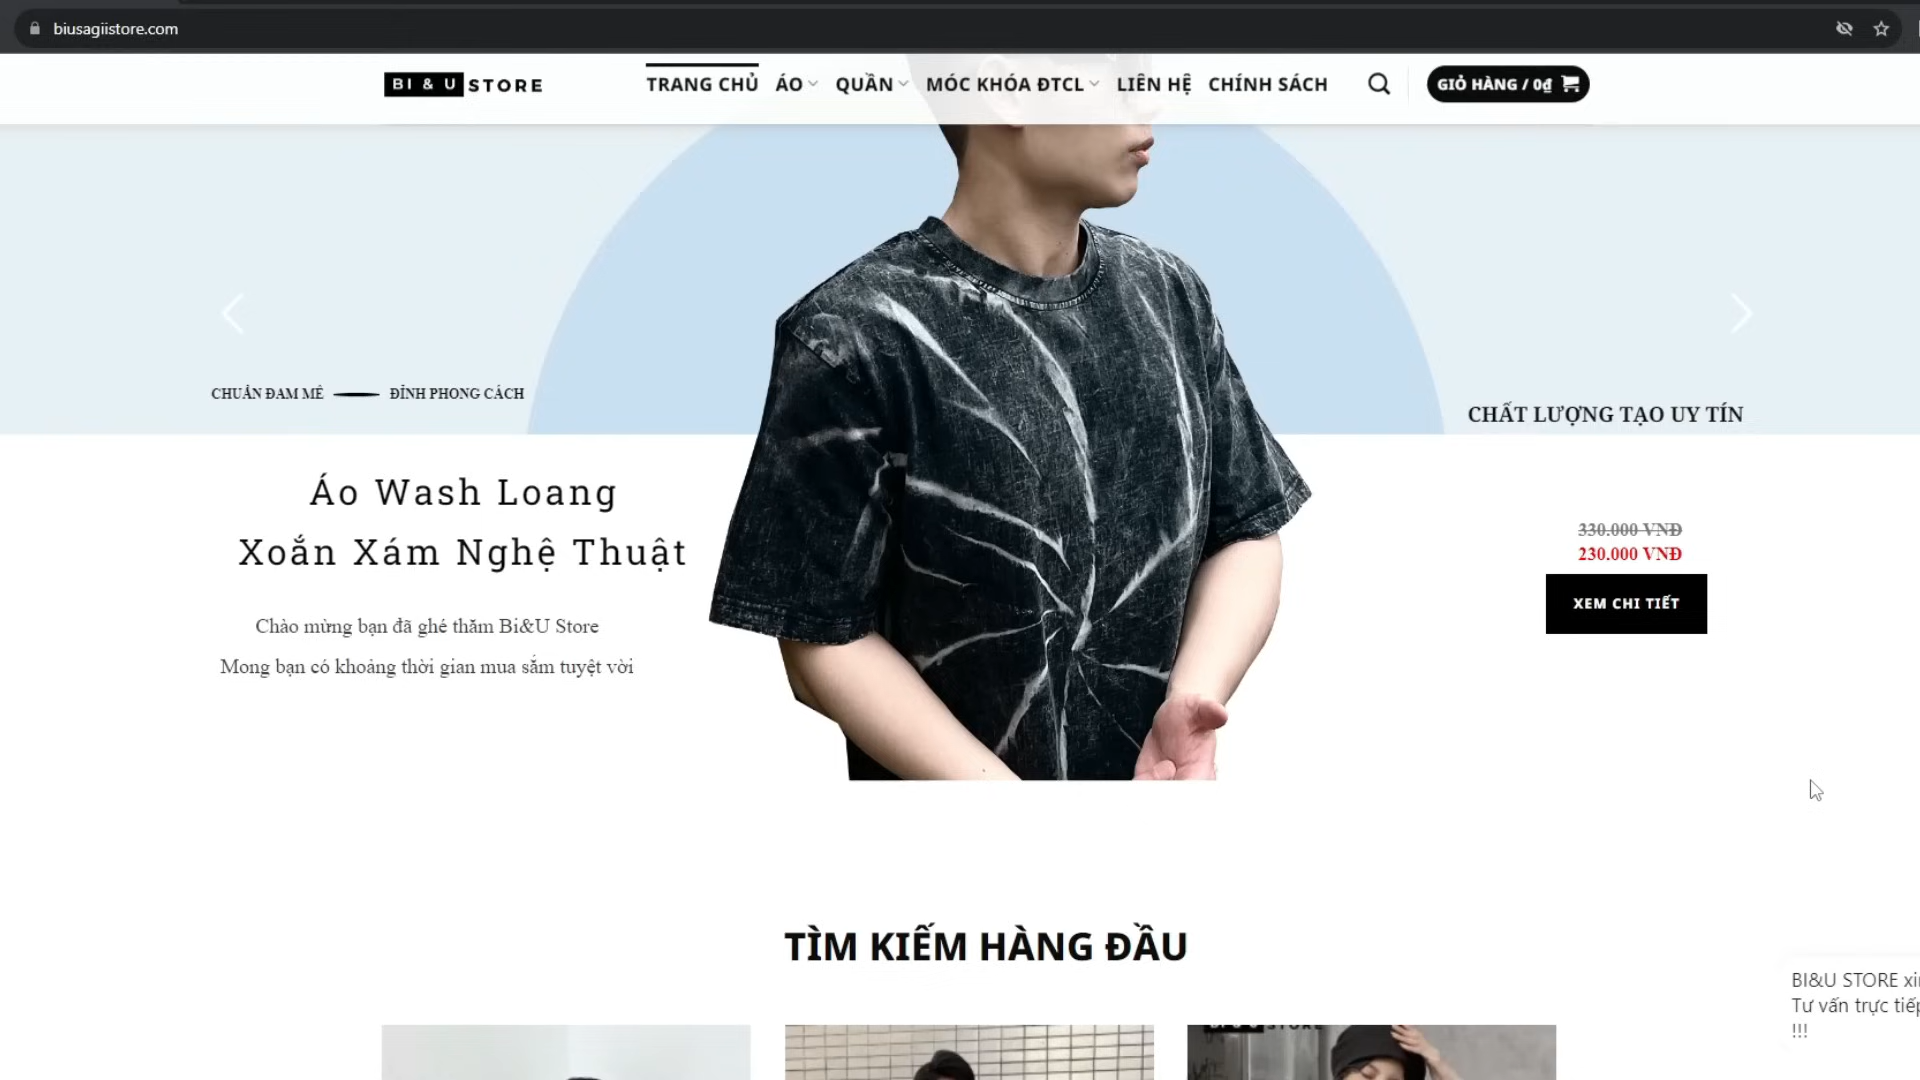 biusagiistore.com
BI & U STORE
TRANG CHỦ
ÁO
QUẦN
MÓC KHÓA ĐTCL
LIÊN HỆ
CHÍNH SÁCH
GIỎ HÀNG / 0₫
CHUẨN ĐAM MÊ
ĐỈNH PHONG CÁCH
CHẤT LƯỢNG TẠO UY TÍN
Áo Wash Loang
Xoắn Xám Nghệ Thuật
330.000 VNĐ
230.000 VNĐ
XEM CHI TIẾT
Chào mừng bạn đã ghé thăm Bi&U Store
Mong bạn có khoảng thời gian mua sắm tuyệt vời
TÌM KIẾM HÀNG ĐẦU
BI&U STORE
Tư vấn trực
!!!